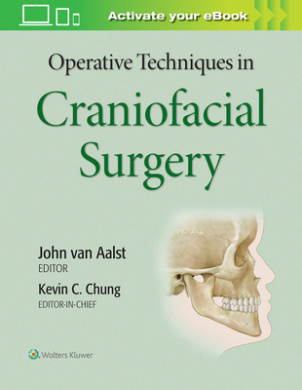 Activate your eBook
Operative Techniques in
Craniofacial
Surgery
John van Aalst
EDITOR
Kevin C. Chung
EDITOR-IN-CHIEF
Wolters Kluwer